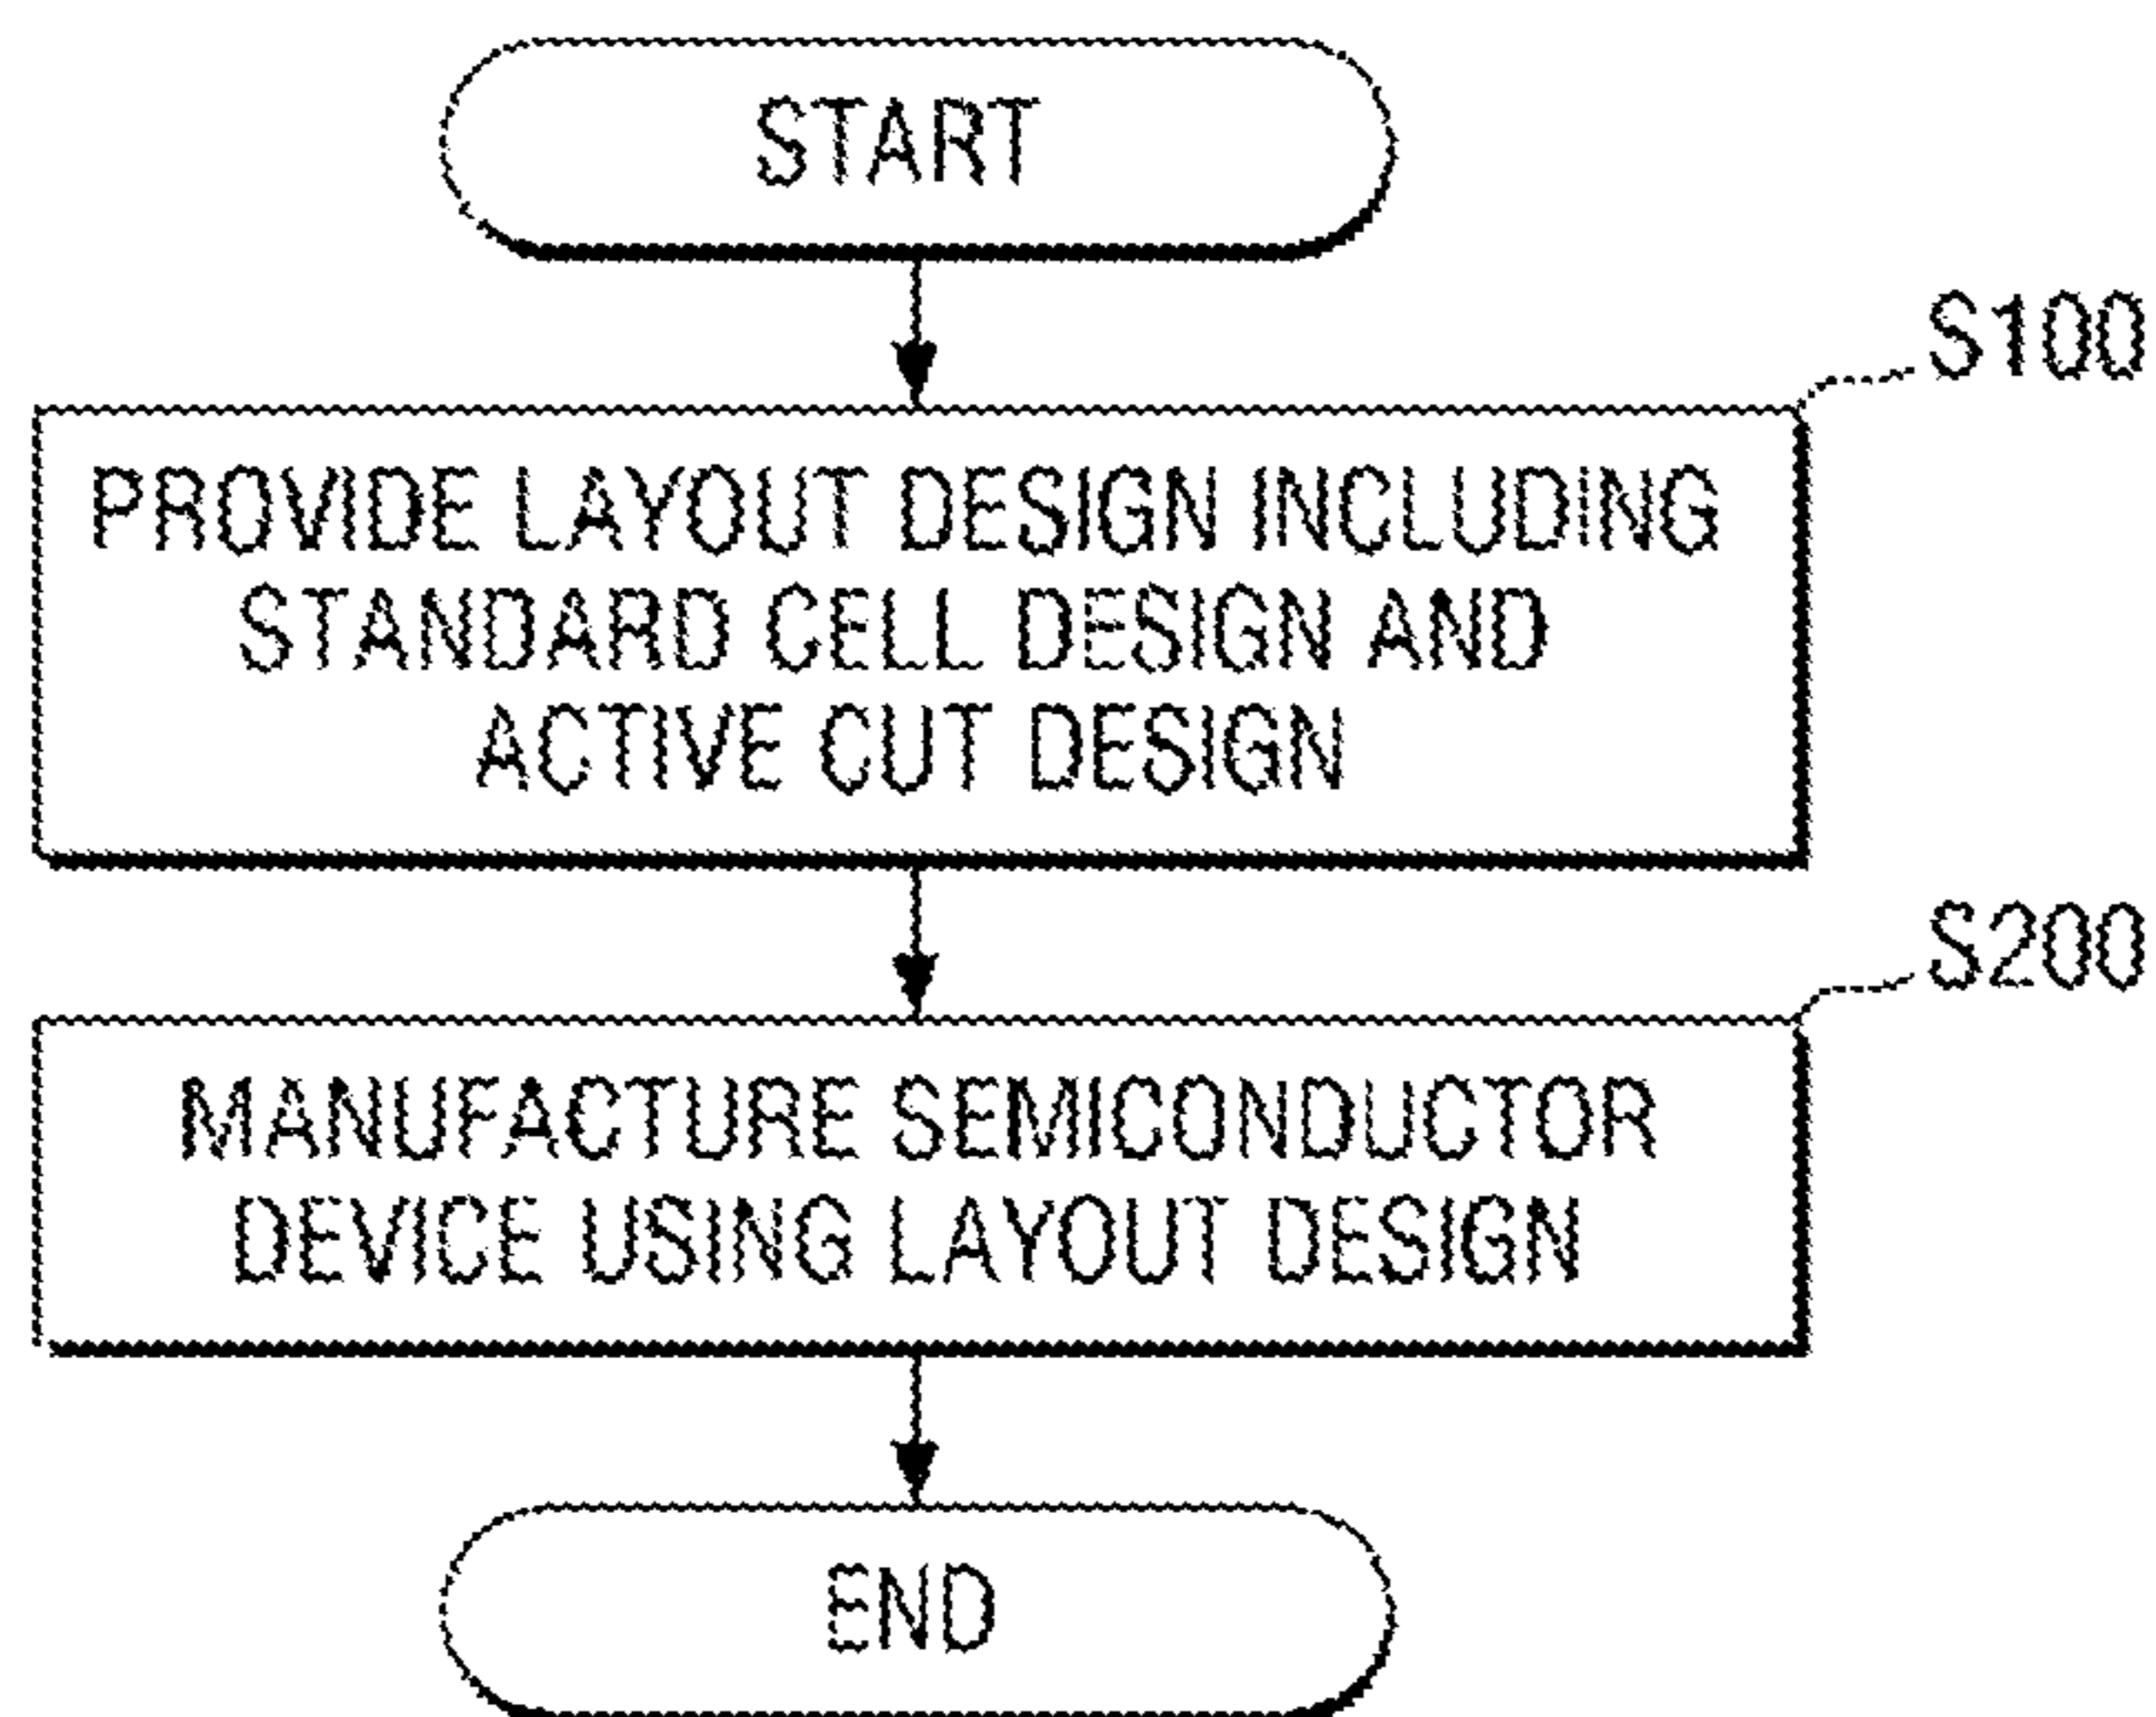 START
S100
PROVIDE LAYOUT DESIGN INCLUDING
STANDARD CELL DESIGN AND
ACTIVE CUT DESIGN
S200
MANUFACTURE SEMICONDUCTOR
DEVICE USING LAYOUT DESIGN
END